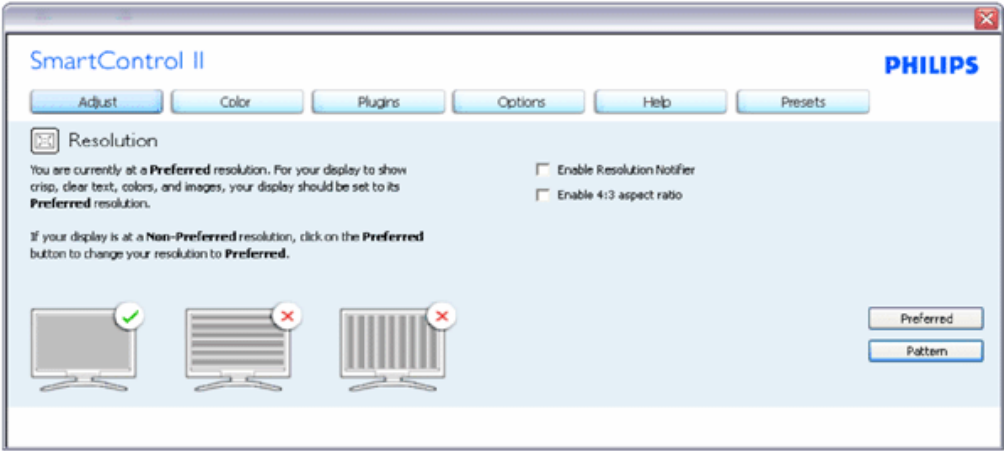 SmartControl II
PHILIPS
Adjust
Color
Plugins
Options
Help
Presets
Resolution
You are currently at a Preferred resolution. For your display to show
crisp, clear text, colors, and images, your display should be set to its
Preferred resolution.
If your display is at a Non-Preferred resolution, click on the Preferred
button to change your resolution to Preferred.
Enable Resolution Notifier
Enable 4:3 aspect ratio
Preferred
Pattern